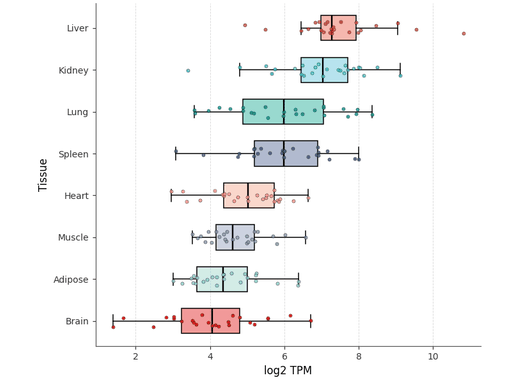 Liver
Kidney
Lung
Spleen
Heart
Muscle
Adipose
Brain
Tissue
2 4 6 8 10
log2 TPM